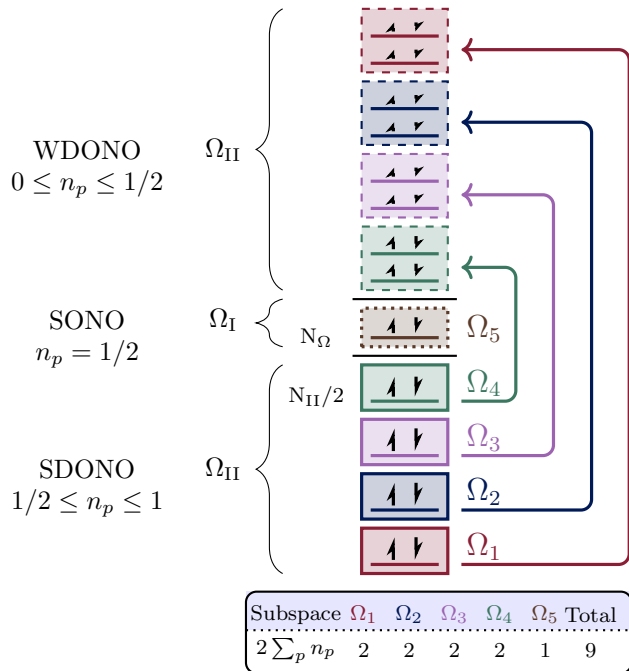 WDONO
0 ≤ n_p ≤ 1/2
Ω_II
SONO
n_p = 1/2
Ω_I
N_Ω
Ω_5
N_II/2
Ω_4
Ω_3
SDONO
1/2 ≤ n_p ≤ 1
Ω_II
Ω_2
Ω_1
Subspace Ω_1 Ω_2 Ω_3 Ω_4 Ω_5 Total
2 ∑_p n_p 2 2 2 2 1 9